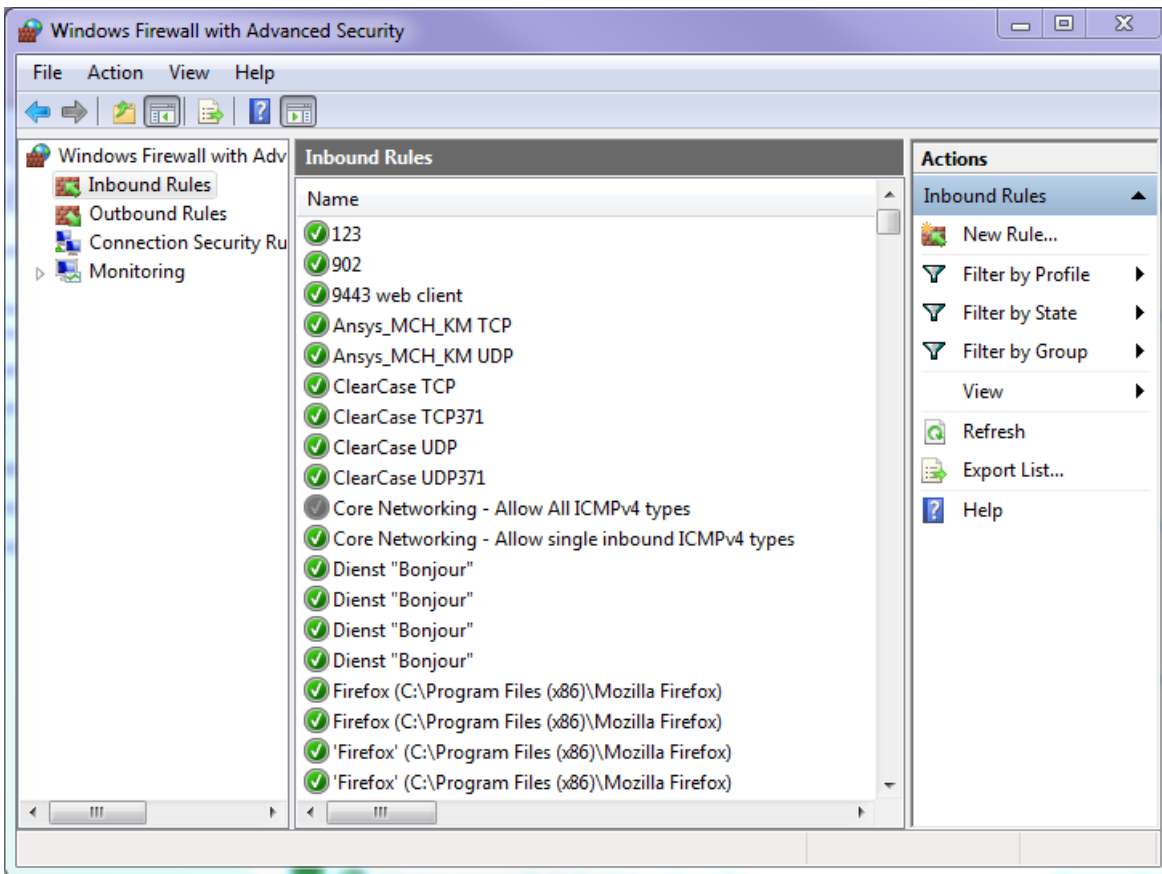 Windows Firewall with Advanced Security
File Action View Help
Windows Firewall with Adv
Inbound Rules
Outbound Rules
Connection Security Ru
Monitoring
Inbound Rules
Name
123
902
9443 web client
Ansys_MCH_KM TCP
Ansys_MCH_KM UDP
ClearCase TCP
ClearCase TCP371
ClearCase UDP
ClearCase UDP371
Core Networking - Allow All ICMPv4 types
Core Networking - Allow single inbound ICMPv4 types
Dienst "Bonjour"
Dienst "Bonjour"
Dienst "Bonjour"
Dienst "Bonjour"
Firefox (C:\Program Files (x86)\Mozilla Firefox)
Firefox (C:\Program Files (x86)\Mozilla Firefox)
'Firefox' (C:\Program Files (x86)\Mozilla Firefox)
'Firefox' (C:\Program Files (x86)\Mozilla Firefox)
Actions
Inbound Rules
New Rule...
Filter by Profile
Filter by State
Filter by Group
View
Refresh
Export List...
Help